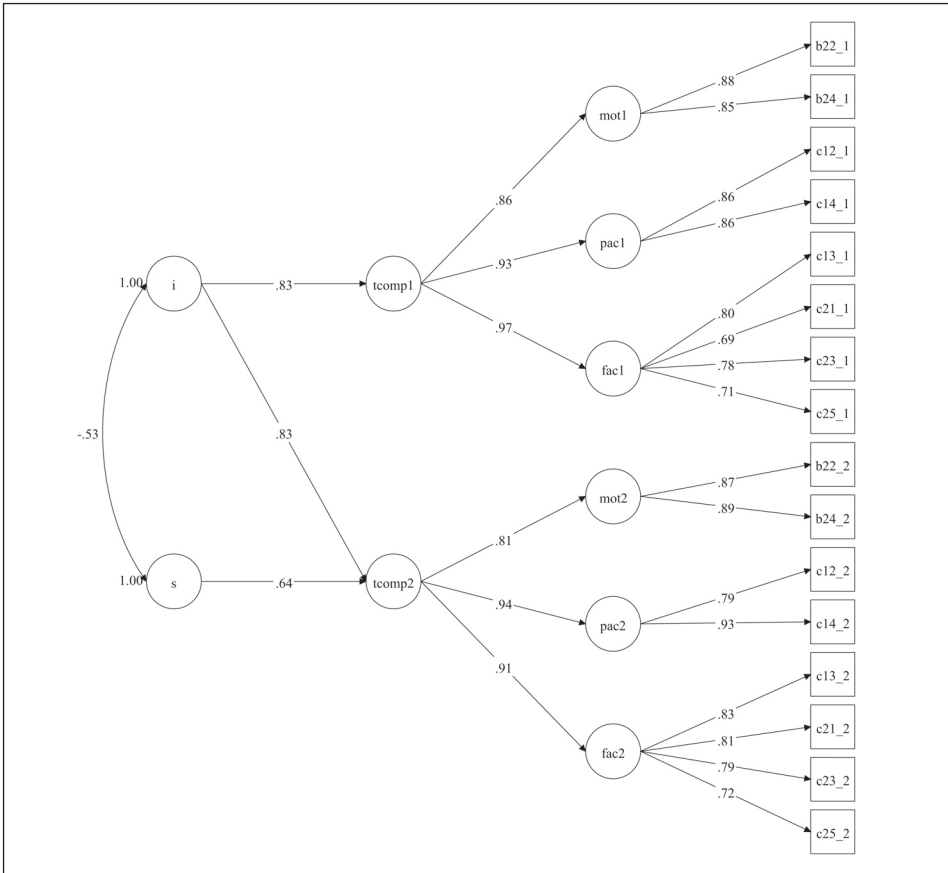 b22_1
.88
b24_1
.85
mot1
c12_1
.86
.86
c14_1
.86
pac1
c13_1
.93
1.00
i
.83
tcomp1
.80
c21_1
.97
.69
c23_1
fac1
.78
.71
c25_1
-.53
.83
b22_2
.87
mot2
.89
b24_2
.81
c12_2
1.00
s
.64
tcomp2
.79
.94
pac2
.93
c14_2
.91
c13_2
.83
c21_2
.81
fac2
.79
c23_2
.72
c25_2